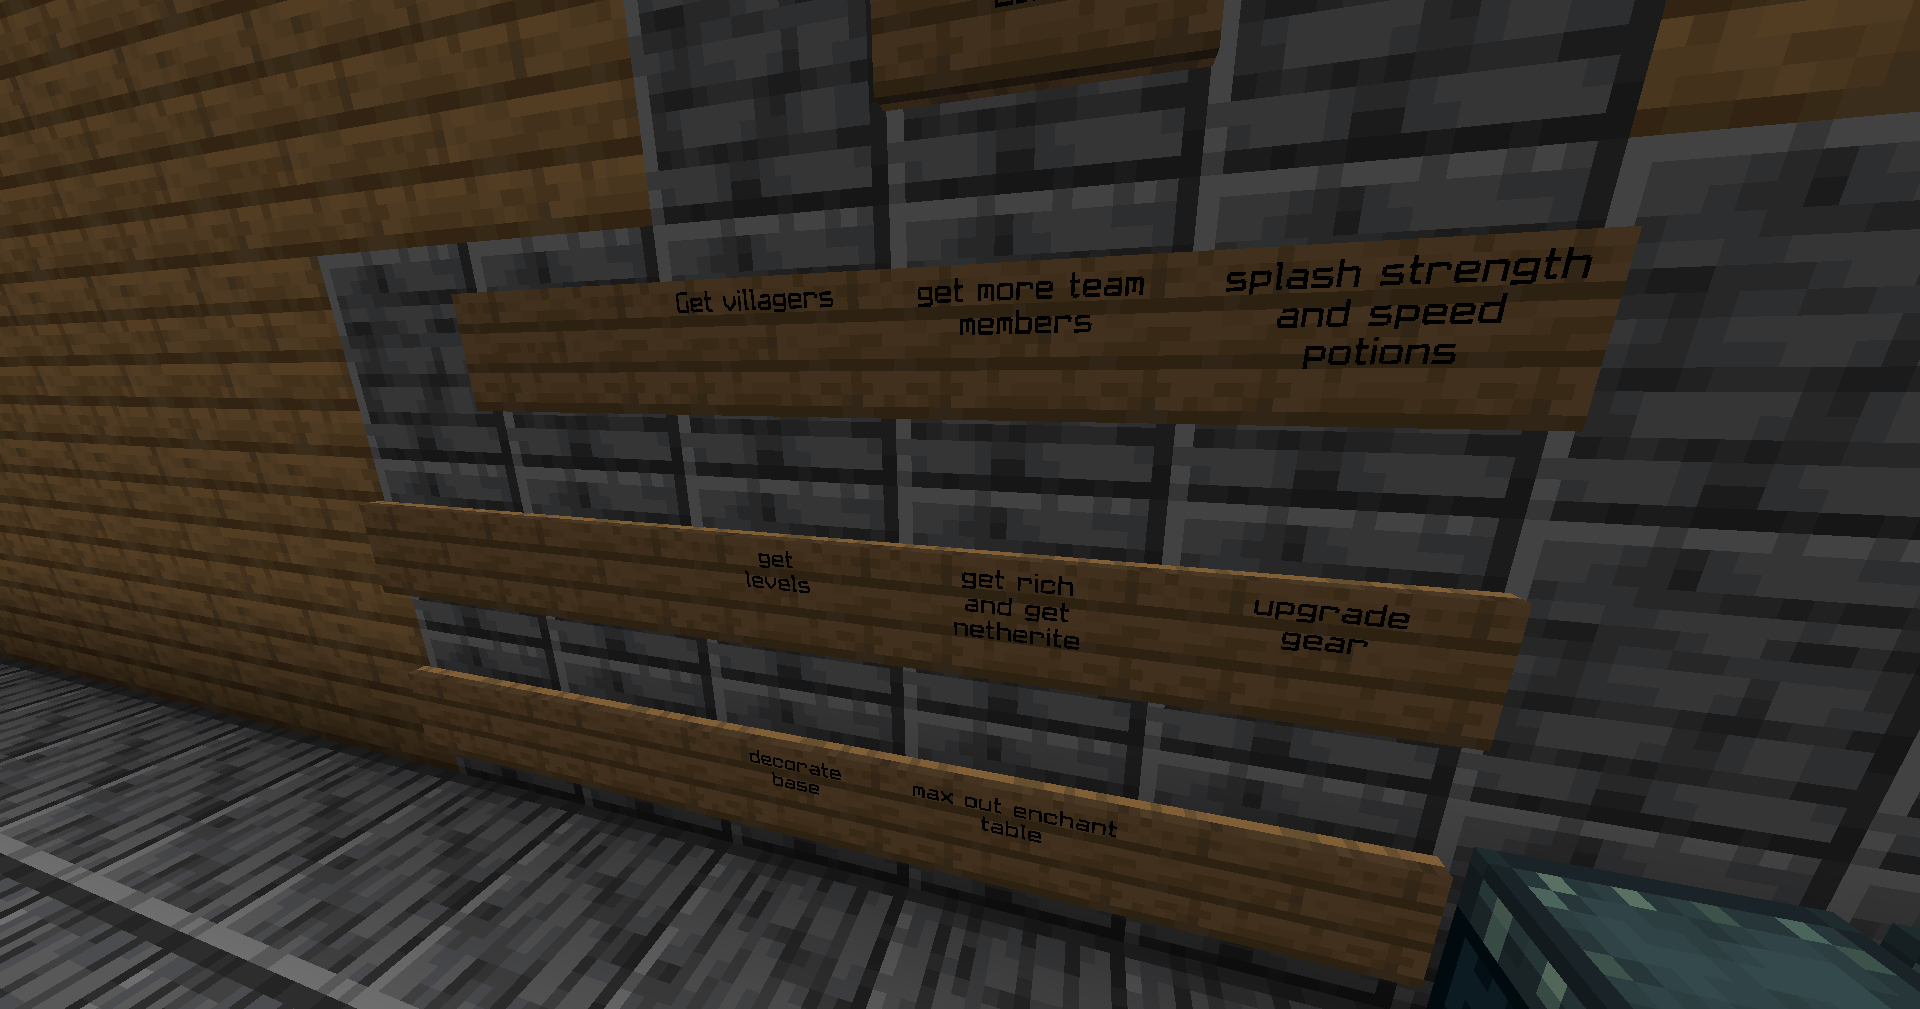 Get villagers
get more team
members
splash strength
and speed
potions
get
levels
get rich
and get
netherite
upgrade
gear
decorate
base
max out enchant
table